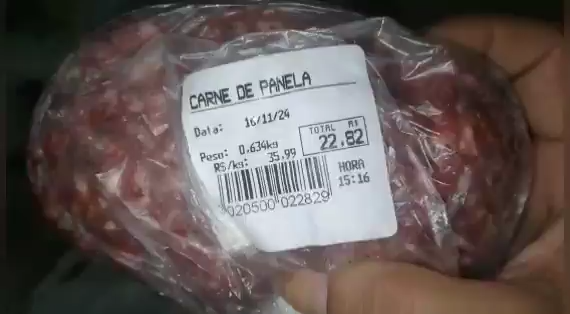 CARNE DE PANELA
Data: 16/11/24
TOTAL R$
22.82
Peso: 0.634kg
R$/kg: 35.99
HORA
15:16
020500 022829